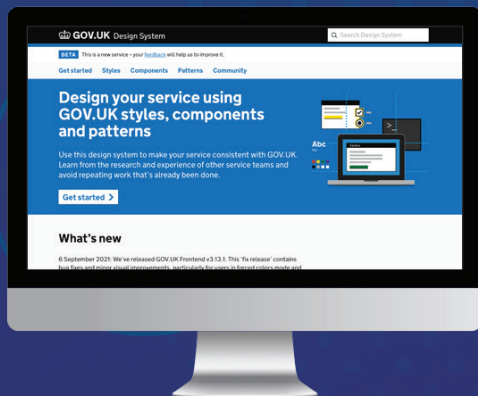 GOV.UK Design System
Search Design System
BETA This is a new service – your feedback will help us to improve it.
Get started Styles Components Patterns Community
Design your service using
GOV.UK styles, components
and patterns
Use this design system to make your service consistent with GOV.UK.
Learn from the research and experience of other service teams and
avoid repeating work that's already been done.
Get started
Abc
What's new
6 September 2021: We've released GOV.UK Frontend v3.13.1. This 'fix release' contains
bug fixes and minor visual improvements, particularly for users in forced colors mode and